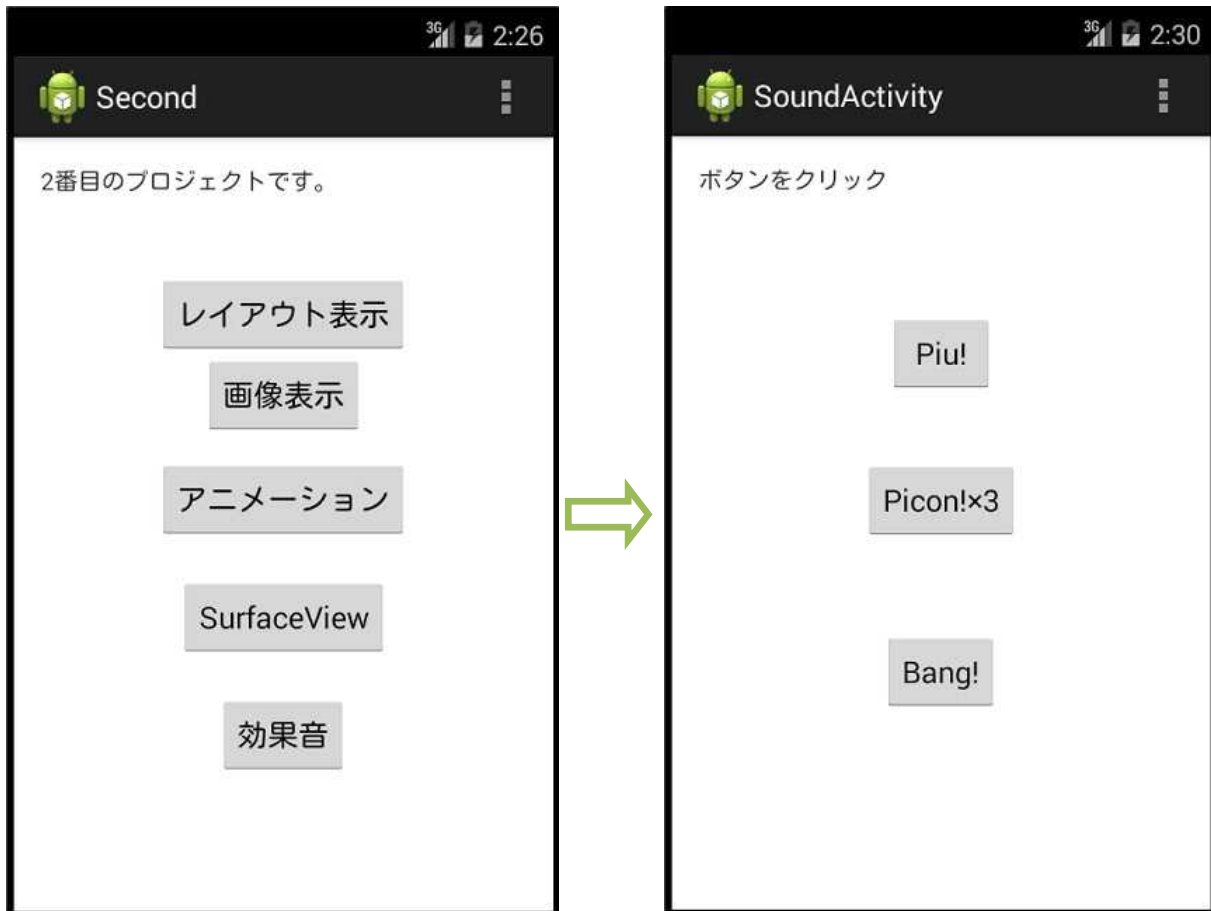 3G 2:26
Second
2番目のプロジェクトです。
レイアウト表示
画像表示
アニメーション
SurfaceView
効果音
3G 2:30
SoundActivity
ボタンをクリック
Piu!
Picon!×3
Bang!